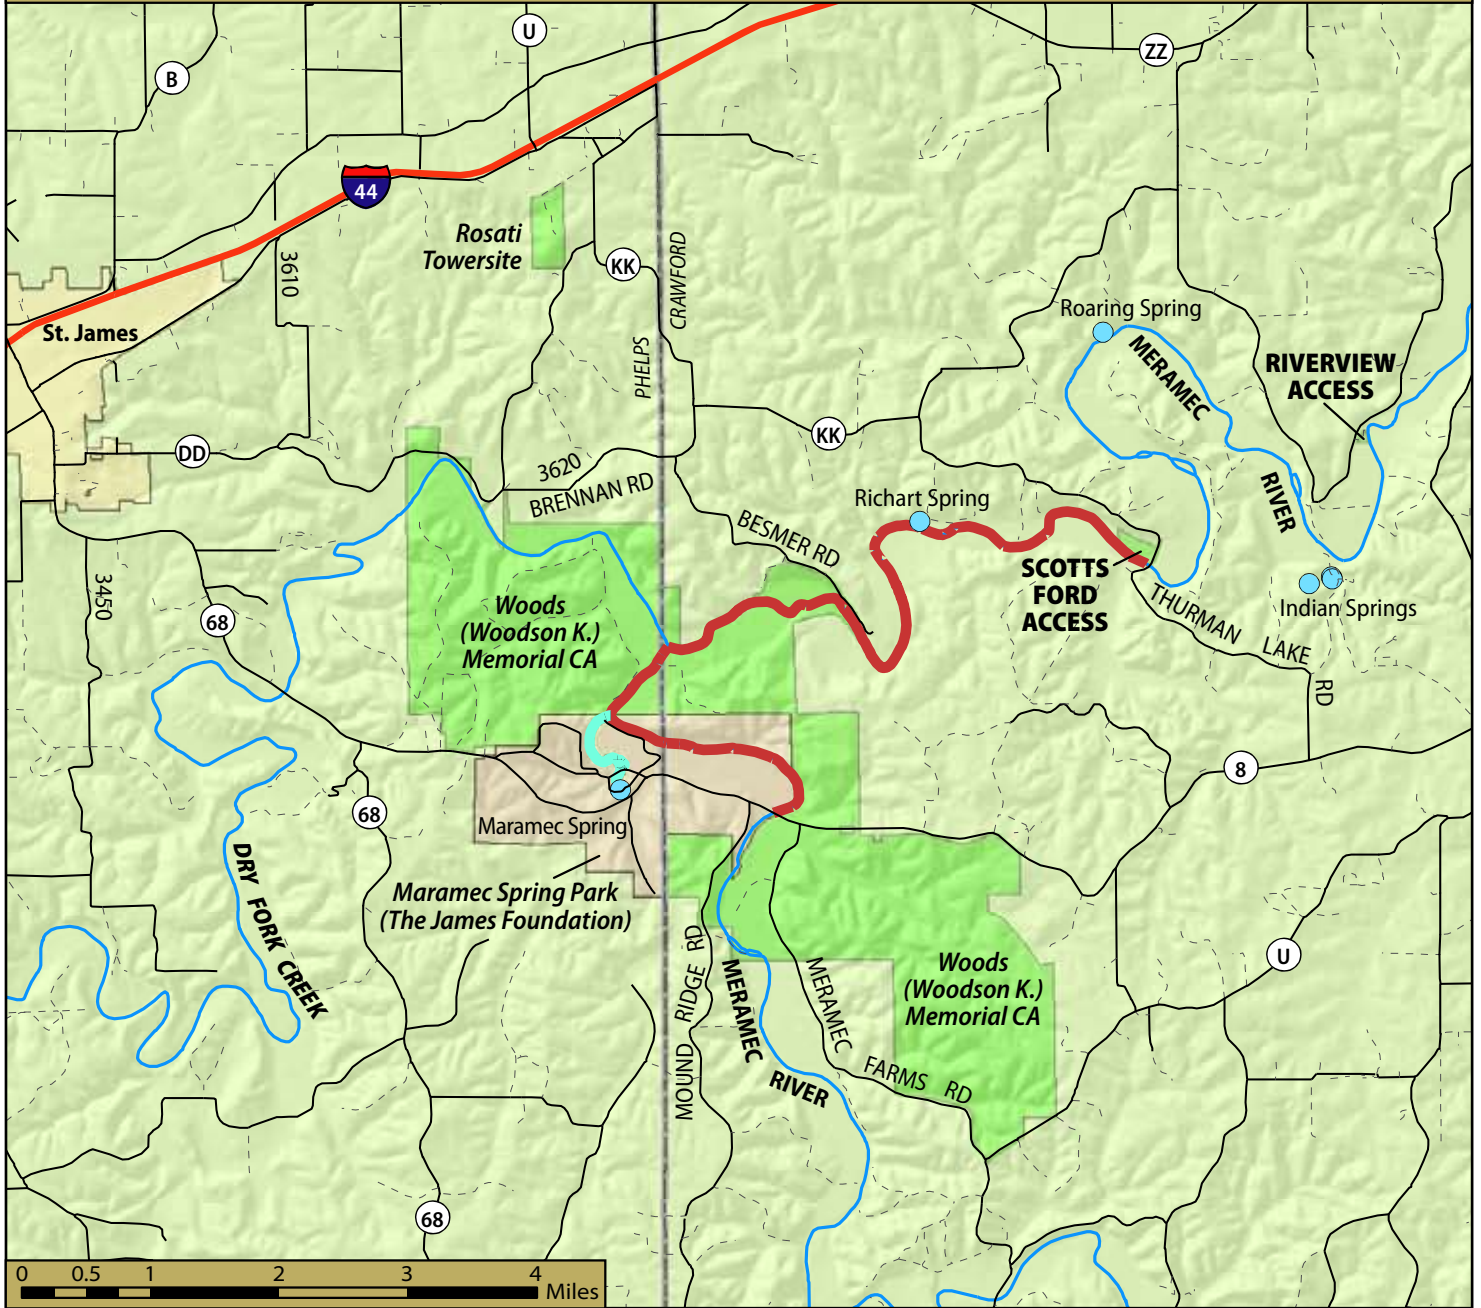 U
ZZ
B
44
Rosati
Towersite
KK
CRAWFORD
3610
Roaring Spring
St. James
PHELPS
MERAMEC
RIVERVIEW
ACCESS
KK
DD
3620
BRENNAN RD
Richart Spring
RIVER
BESMER RD
SCOTTS
FORD
ACCESS
3450
68
Woods
(Woodson K.)
Memorial CA
Indian Springs
THURMAN LAKE
RD
8
68
Maramec Spring
DRY FORK CREEK
Maramec Spring Park
(The James Foundation)
MOUND RIDGE RD
MERAMEC
RIVER
MERAMEC
FARMS RD
Woods
(Woodson K.)
Memorial CA
U
68
0 0.5 1 2 3 4
Miles